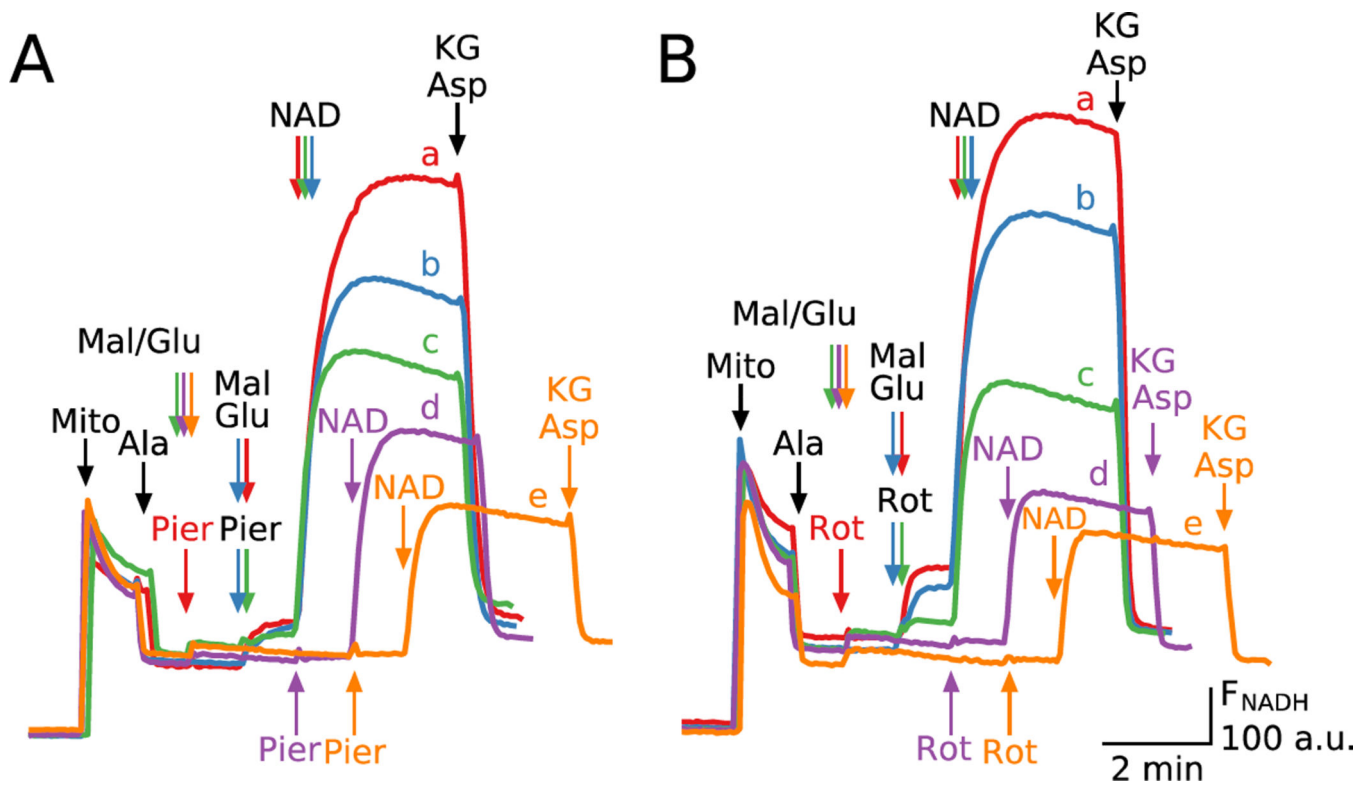 A
KG
Asp
NAD
a
b
Mal/Glu
c
Mal
Glu
KG
Asp
Mito
Ala
NAD
d
NAD
e
Pier
Pier
Pier
Pier
B
KG
Asp
a
NAD
b
Mal/Glu
Mito
Mal
Glu
c
KG
Asp
Ala
KG
Asp
NAD
d
Rot
Rot
NAD
e
Rot
Rot
FNADH
100 a.u.
2 min